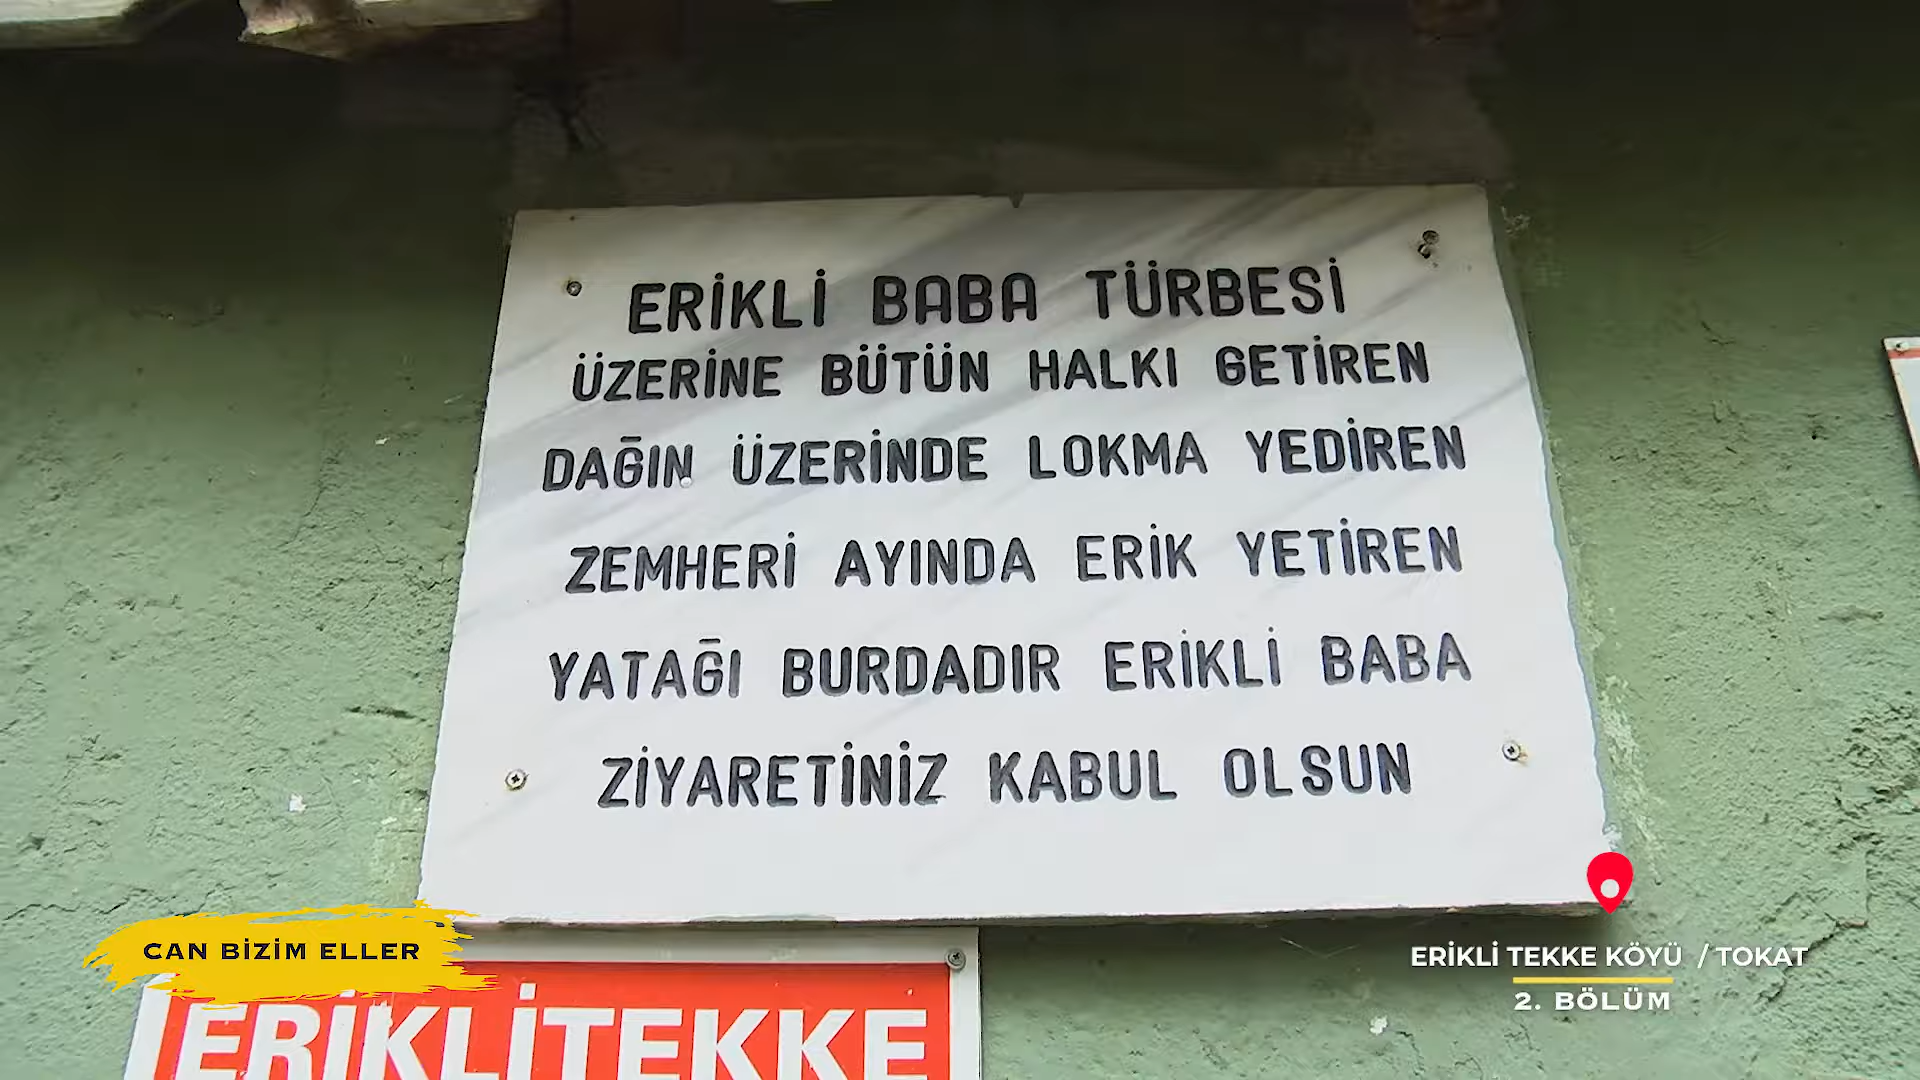 ERİKLİ BABA TÜRBESİ
ÜZERİNE BÜTÜN HALKI GETİREN
DAĞIN ÜZERİNDE LOKMA YEDİREN
ZEMHERİ AYINDA ERİK YETİREN
YATAĞI BURDADIR ERİKLİ BABA
ZİYARETİNİZ KABUL OLSUN
CAN BİZİM ELLER
ERİKLİTEKKE
ERİKLİ TEKKE KÖYÜ / TOKAT
2. BÖLÜM